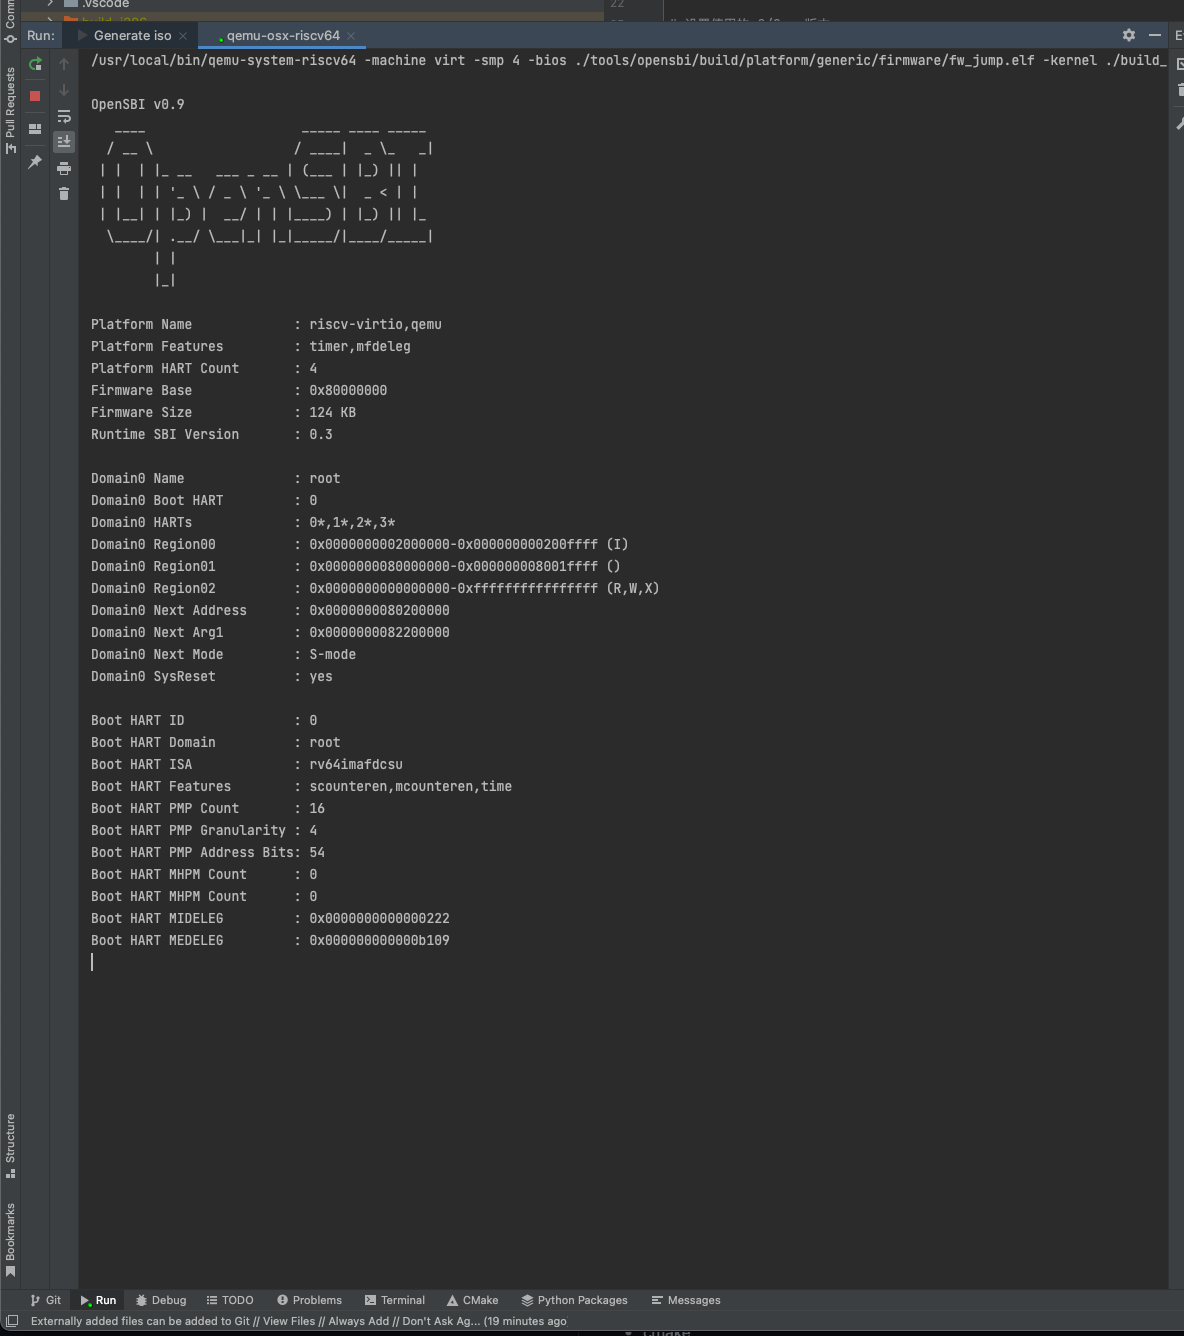 .vscode
22
Run:
Generate iso
qemu-osx-riscv64
/usr/local/bin/qemu-system-riscv64 -machine virt -smp 4 -bios ./tools/opensbi/build/platform/generic/firmware/fw_jump.elf -kernel ./build_
OpenSBI v0.9
   ____                    _____ ____ _____
  / __ \                  / ____|  _ \_   _|
 | |  | |_ __   ___ _ __ | (___ | |_) || |
 | |  | | '_ \ / _ \ '_ \ \___ \|  _ < | |
 | |__| | |_) |  __/ | | |____) | |_) || |_
  \____/| .__/ \___|_| |_|_____/|____/_____|
        | |
        |_|
Platform Name             : riscv-virtio,qemu
Platform Features         : timer,mfdeleg
Platform HART Count       : 4
Firmware Base             : 0x80000000
Firmware Size             : 124 KB
Runtime SBI Version       : 0.3
Domain0 Name              : root
Domain0 Boot HART         : 0
Domain0 HARTs             : 0*,1*,2*,3*
Domain0 Region00          : 0x0000000002000000-0x000000000200ffff (I)
Domain0 Region01          : 0x0000000080000000-0x000000008001ffff ()
Domain0 Region02          : 0x0000000000000000-0xffffffffffffffff (R,W,X)
Domain0 Next Address      : 0x0000000080200000
Domain0 Next Arg1         : 0x0000000082200000
Domain0 Next Mode         : S-mode
Domain0 SysReset          : yes
Boot HART ID              : 0
Boot HART Domain          : root
Boot HART ISA             : rv64imafdcsu
Boot HART Features        : scounteren,mcounteren,time
Boot HART PMP Count       : 16
Boot HART PMP Granularity : 4
Boot HART PMP Address Bits: 54
Boot HART MHPM Count      : 0
Boot HART MHPM Count      : 0
Boot HART MIDELEG         : 0x0000000000000222
Boot HART MEDELEG         : 0x000000000000b109
Pull Requests
Structure
Bookmarks
Git
Run
Debug
TODO
Problems
Terminal
CMake
Python Packages
Messages
Externally added files can be added to Git // View Files // Always Add // Don't Ask Ag... (19 minutes ago